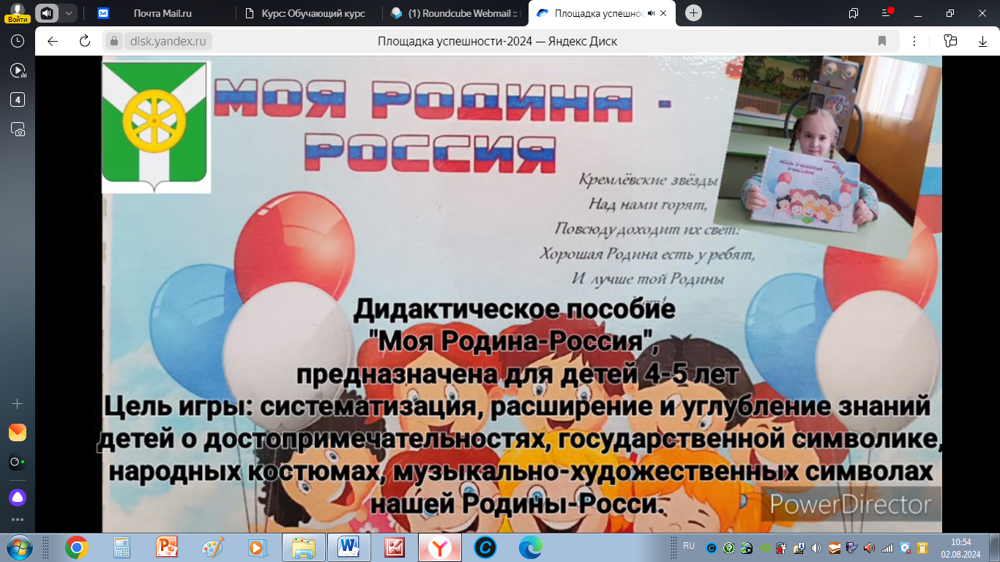 Войти
Почта Mail.ru
Курс: Обучающий курс
(1) Roundcube Webmail ::
Площадка успешнос
disk.yandex.ru
Площадка успешности-2024 — Яндекс Диск
4
МОЯ РОДИНА -
РОССИЯ
Кремлёвские звёзды
Над нами горят,
Повсюду доходит их свет!
Хорошая Родина есть у ребят,
И лучше той Родины
МОЯ РОДИНА -
РОССИЯ
Дидактическое пособие
"Моя Родина-Россия",
предназначена для детей 4-5 лет
Цель игры: систематизация, расширение и углубление знаний
детей о достопримечательностях, государственной символике,
народных костюмах, музыкально-художественных символах
нашей Родины-Росси.
PowerDirector
RU
10:54
02.08.2024